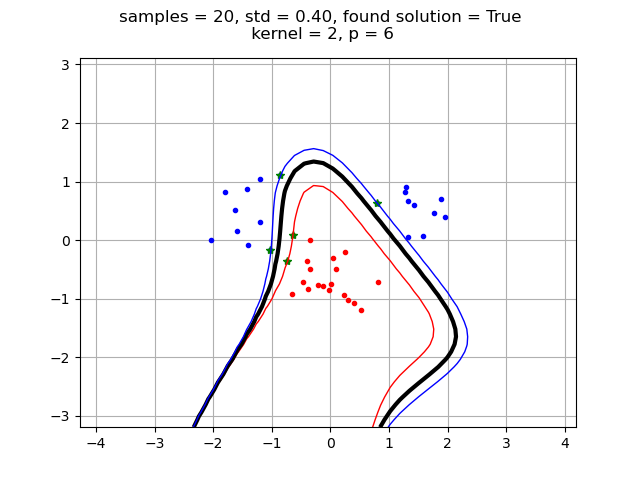 samples = 20, std = 0.40, found solution = True
kernel = 2, p = 6
3
2
1
0
−1
−2
−3
−4 −3 −2 −1 0 1 2 3 4